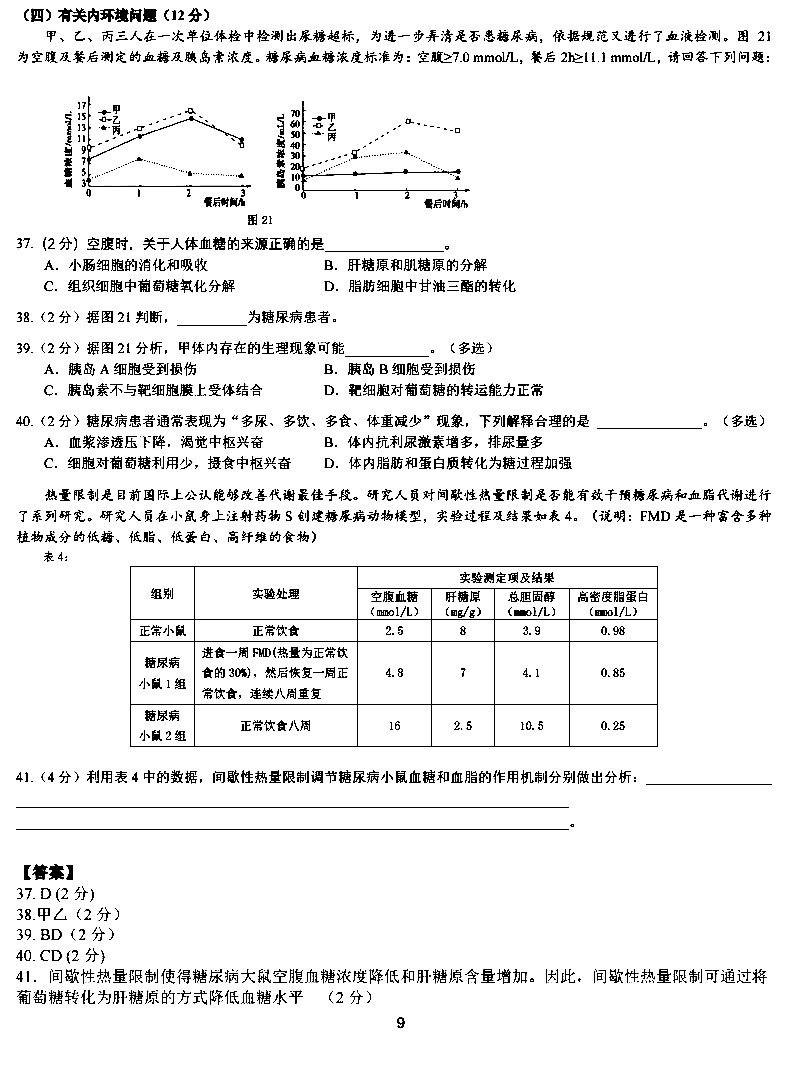 （四）有关内环境问题（12 分）
甲、乙、丙三人在一次单位体检中检测出尿糖超标，为进一步弄清是否患糖尿病，依据规范又进行了血液检测。图 21
为空腹及餐后测定的血糖及胰岛素浓度。糖尿病血糖浓度标准为：空腹≥7.0 mmol/L，餐后 2h≥11.1 mmol/L，请回答下列问题：
17
15
13
11
9
7
5
3
血糖浓度/mmol/L
甲
乙
丙
0 1 2 3
餐后时间/h
70
60
50
40
30
20
10
0
胰岛素浓度/mL/L
甲
乙
丙
0 1 2 3
餐后时间/h
图 21
37.（2 分）空腹时，关于人体血糖的来源正确的是________________。
A．小肠细胞的消化和吸收 B．肝糖原和肌糖原的分解
C．组织细胞中葡萄糖氧化分解 D．脂肪细胞中甘油三酯的转化
38.（2 分）据图 21 判断，__________为糖尿病患者。
39.（2 分）据图 21 分析，甲体内存在的生理现象可能____________。（多选）
A．胰岛 A 细胞受到损伤 B．胰岛 B 细胞受到损伤
C．胰岛素不与靶细胞膜上受体结合 D．靶细胞对葡萄糖的转运能力正常
40.（2 分）糖尿病患者通常表现为“多尿、多饮、多食、体重减少”现象，下列解释合理的是 ______________。（多选）
A．血浆渗透压下降，渴觉中枢兴奋 B．体内抗利尿激素增多，排尿量多
C．细胞对葡萄糖利用少，摄食中枢兴奋 D．体内脂肪和蛋白质转化为糖过程加强
热量限制是目前国际上公认能够改善代谢最佳手段。研究人员对间歇性热量限制是否能有效干预糖尿病和血脂代谢进行
了系列研究。研究人员在小鼠身上注射药物 S 创建糖尿病动物模型，实验过程及结果如表 4。（说明：FMD 是一种富含多种
植物成分的低糖、低脂、低蛋白、高纤维的食物）
表 4：
组别 实验处理 实验测定项及结果
空腹血糖（mmol/L） 肝糖原（mg/g） 总胆固醇（mmol/L） 高密度脂蛋白（mmol/L）
正常小鼠 正常饮食 2.5 8 3.9 0.98
糖尿病小鼠 1 组 进食一周 FMD(热量为正常饮食的 30%)，然后恢复一周正常饮食，连续八周重复 4.8 7 4.1 0.85
糖尿病小鼠 2 组 正常饮食八周 16 2.5 10.5 0.25
41.（4 分）利用表 4 中的数据，间歇性热量限制调节糖尿病小鼠血糖和血脂的作用机制分别做出分析：________________
________________________________
________________________________。
【答案】
37. D (2 分)
38.甲乙（2 分）
39. BD（2 分）
40. CD (2 分)
41．间歇性热量限制使得糖尿病大鼠空腹血糖浓度降低和肝糖原含量增加。因此，间歇性热量限制可通过将
葡萄糖转化为肝糖原的方式降低血糖水平 （2 分）
9